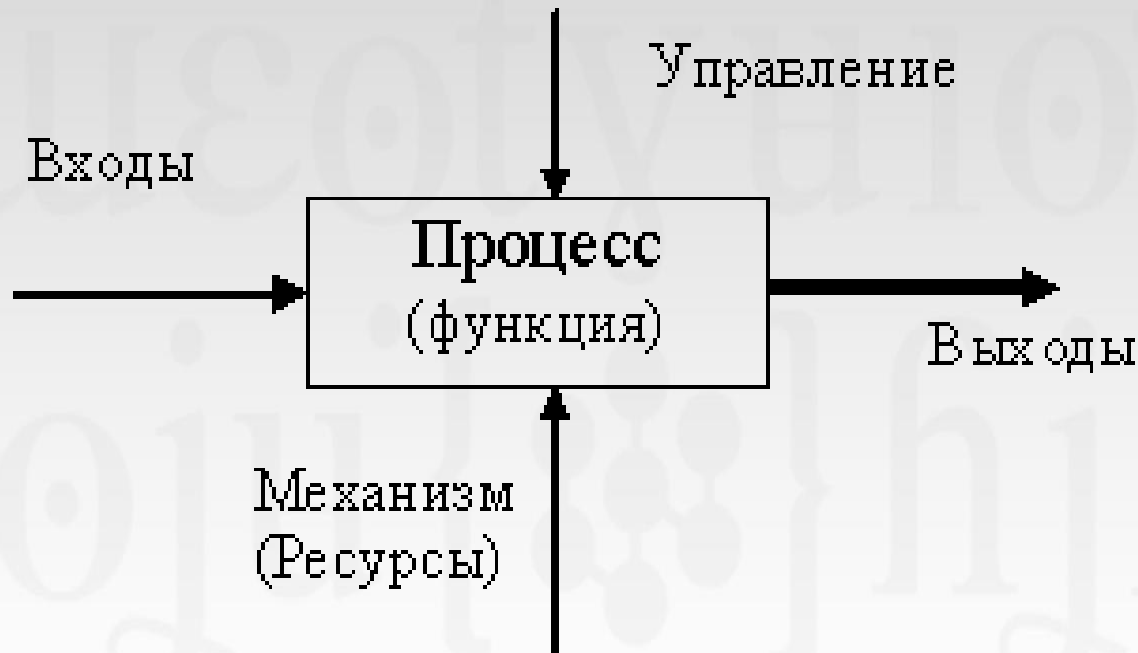 Управление
Входы
Процесс
(функция)
Выходы
Механизм
(Ресурсы)